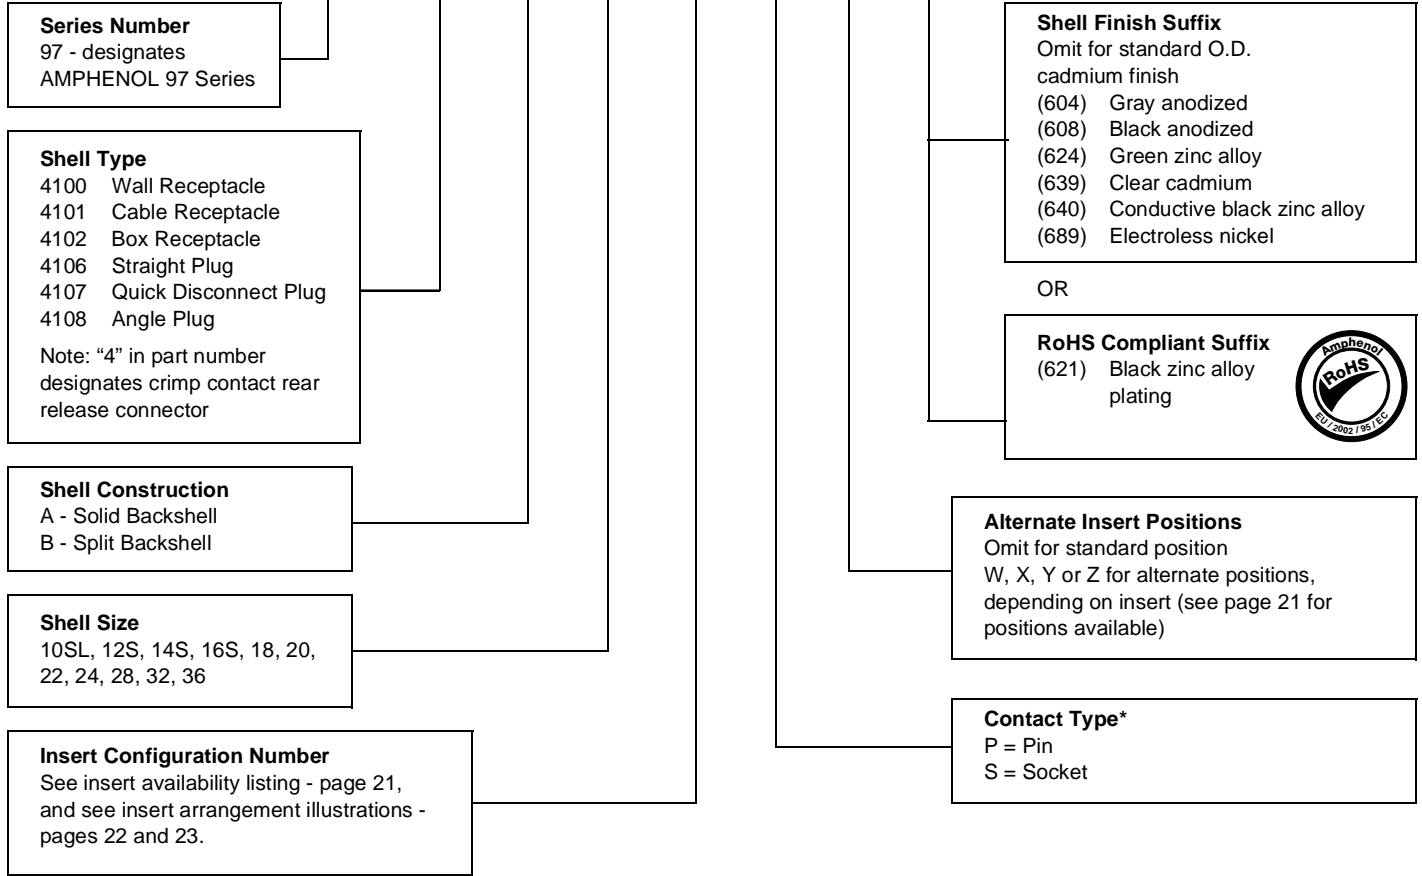 Series Number
97 - designates
AMPHENOL 97 Series
Shell Type
4100 Wall Receptacle
4101 Cable Receptacle
4102 Box Receptacle
4106 Straight Plug
4107 Quick Disconnect Plug
4108 Angle Plug
Note: “4” in part number
designates crimp contact rear
release connector
Shell Construction
A - Solid Backshell
B - Split Backshell
Shell Size
10SL, 12S, 14S, 16S, 18, 20,
22, 24, 28, 32, 36
Insert Configuration Number
See insert availability listing - page 21,
and see insert arrangement illustrations -
pages 22 and 23.
Shell Finish Suffix
Omit for standard O.D.
cadmium finish
(604) Gray anodized
(608) Black anodized
(624) Green zinc alloy
(639) Clear cadmium
(640) Conductive black zinc alloy
(689) Electroless nickel
OR
RoHS Compliant Suffix
(621) Black zinc alloy
plating
Amphenol
RoHS
EU / 2002 / 95 / EC
Alternate Insert Positions
Omit for standard position
W, X, Y or Z for alternate positions,
depending on insert (see page 21 for
positions available)
Contact Type*
P = Pin
S = Socket